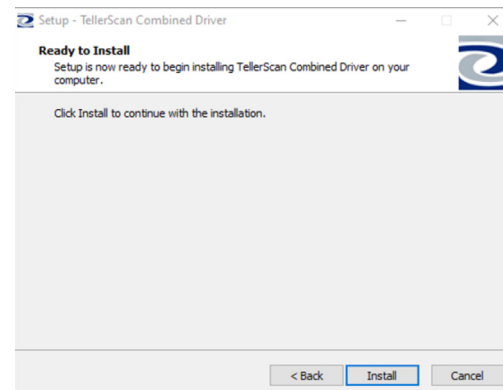 Setup - TellerScan Combined Driver
Ready to Install
Setup is now ready to begin installing TellerScan Combined Driver on your
computer.
Click Install to continue with the installation.
< Back
Install
Cancel